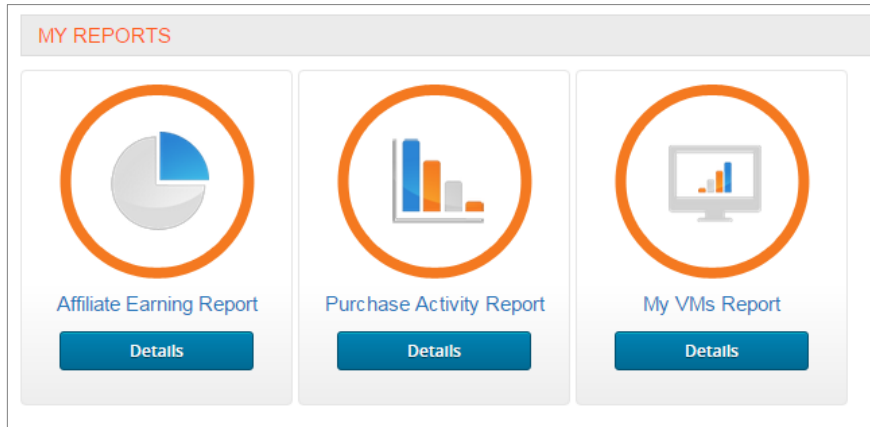 MY REPORTS
Affiliate Earning Report
Purchase Activity Report
My VMs Report
Details
Details
Details